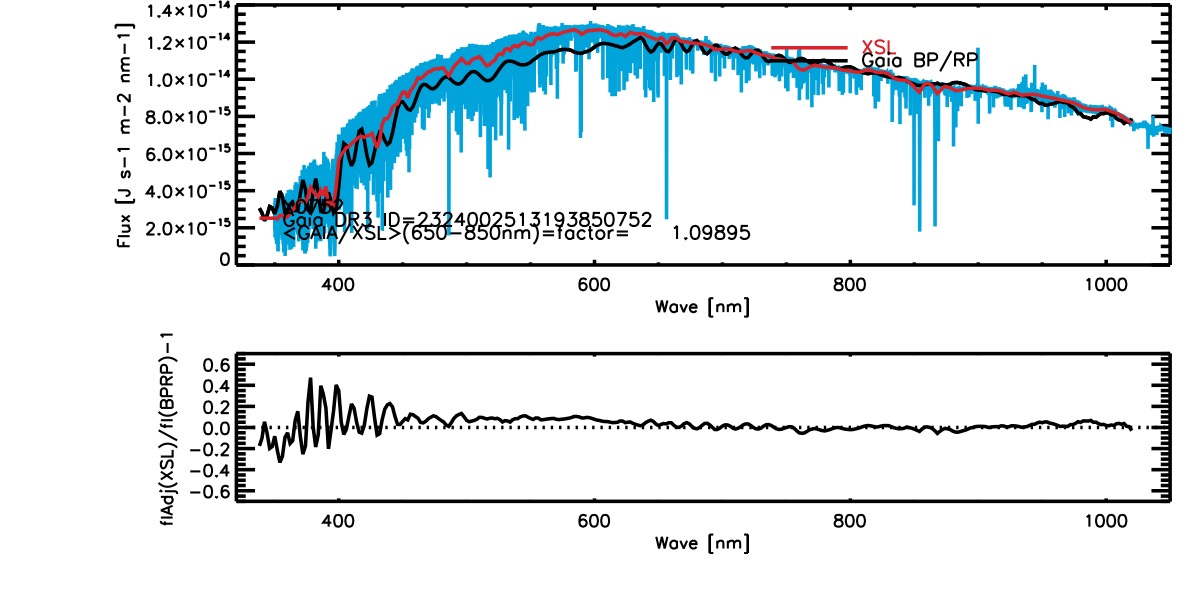 1.4×10⁻¹⁴
1.2×10⁻¹⁴
1.0×10⁻¹⁴
8.0×10⁻¹⁵
6.0×10⁻¹⁵
4.0×10⁻¹⁵
2.0×10⁻¹⁵
0
Flux [J s−1 m−2 nm−1]
XSL
Gaia BP/RP
X0752
Gaia DR3 ID=2324002513193850752
<GAIA/XSL>(650−850nm)=factor= 1.09895
400 600 800 1000
Wave [nm]
0.6
0.4
0.2
0.0
−0.2
−0.4
−0.6
flAdj(XSL)/fl(BPRP)−1
400 600 800 1000
Wave [nm]